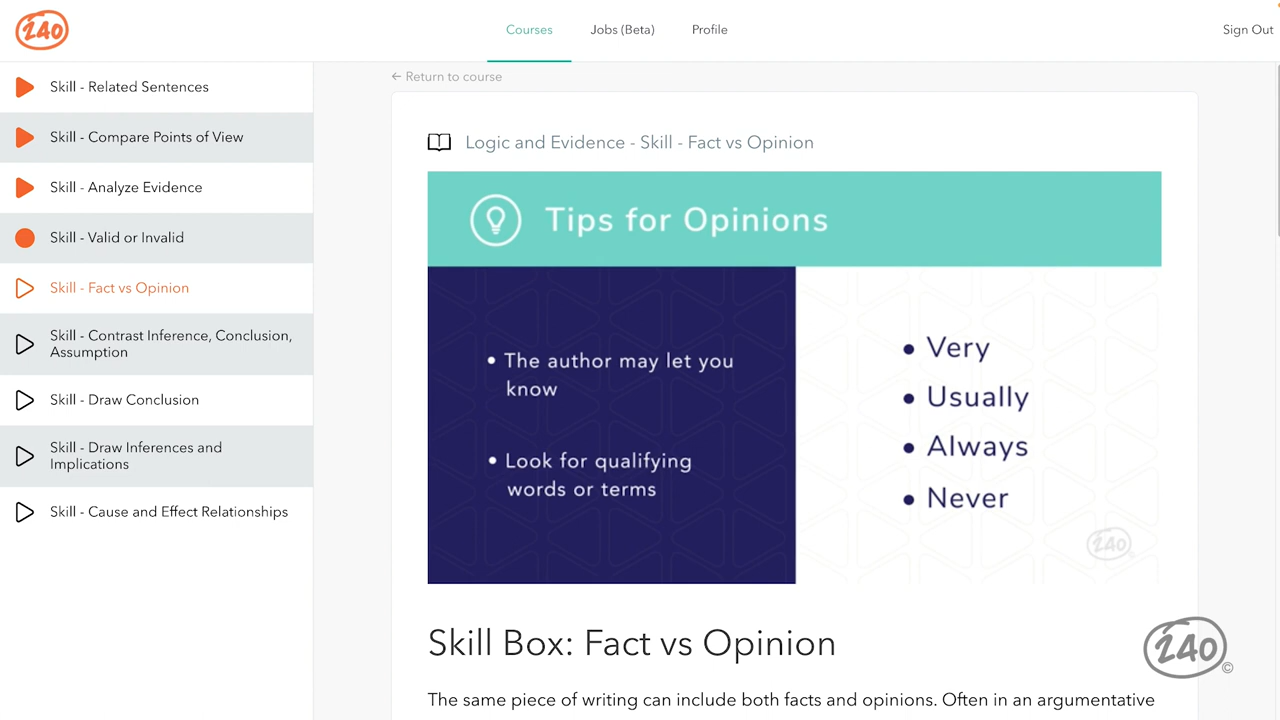 240
Courses
Jobs (Beta)
Profile
Sign Out
Skill - Related Sentences
Skill - Compare Points of View
Skill - Analyze Evidence
Skill - Valid or Invalid
Skill - Fact vs Opinion
Skill - Contrast Inference, Conclusion,
Assumption
Skill - Draw Conclusion
Skill - Draw Inferences and
Implications
Skill - Cause and Effect Relationships
← Return to course
Logic and Evidence - Skill - Fact vs Opinion
Tips for Opinions
• The author may let you
know
• Look for qualifying
words or terms
• Very
• Usually
• Always
• Never
240
Skill Box: Fact vs Opinion
240 ©
The same piece of writing can include both facts and opinions. Often in an argumentative